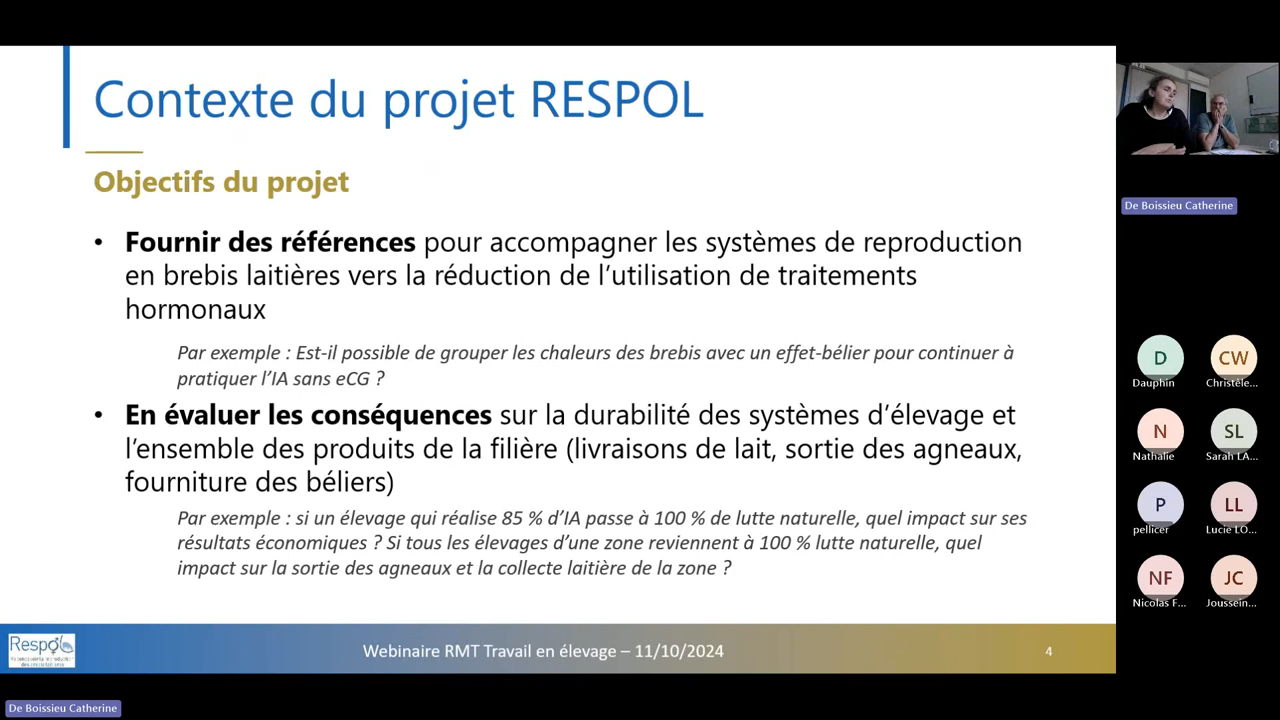 Contexte du projet RESPOL
Objectifs du projet
• Fournir des références pour accompagner les systèmes de reproduction
en brebis laitières vers la réduction de l’utilisation de traitements
hormonaux
Par exemple : Est-il possible de grouper les chaleurs des brebis avec un effet-bélier pour continuer à
pratiquer l’IA sans eCG ?
• En évaluer les conséquences sur la durabilité des systèmes d’élevage et
l’ensemble des produits de la filière (livraisons de lait, sortie des agneaux,
fourniture des béliers)
Par exemple : si un élevage qui réalise 85 % d’IA passe à 100 % de lutte naturelle, quel impact sur ses
résultats économiques ? Si tous les élevages d’une zone reviennent à 100 % lutte naturelle, quel
impact sur la sortie des agneaux et la collecte laitière de la zone ?
Respol
Webinaire RMT Travail en élevage – 11/10/2024
4
De Boissieu Catherine
De Boissieu Catherine
D
Dauphin
CW
Christèle...
N
Nathalie
SL
Sarah LA...
P
pellicer
LL
Lucie LO...
NF
Nicolas F...
JC
Joussein...